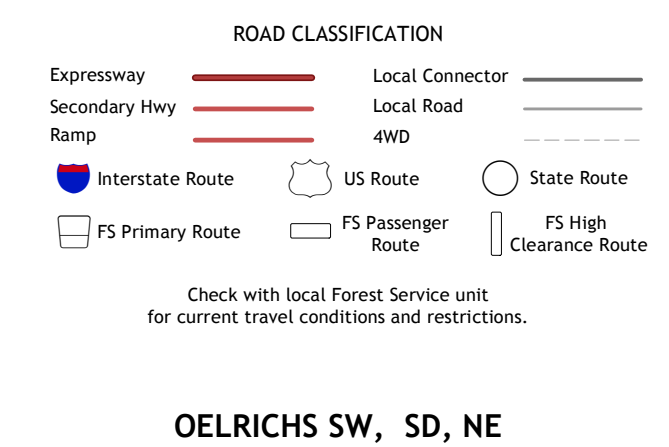 ROAD CLASSIFICATION
Expressway
Local Connector
Secondary Hwy
Local Road
Ramp
4WD
Interstate Route
US Route
State Route
FS Primary Route
FS Passenger
Route
FS High
Clearance Route
Check with local Forest Service unit
for current travel conditions and restrictions.
OELRICHS SW, SD, NE